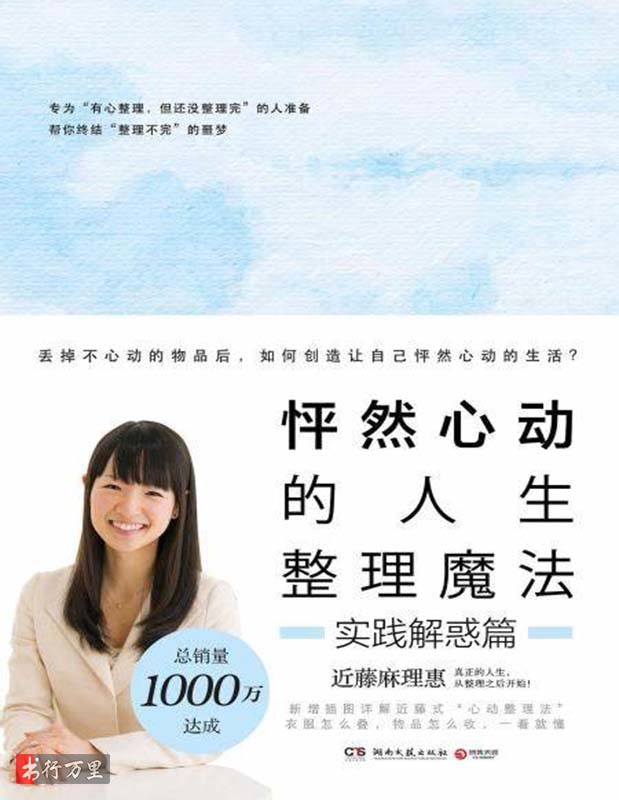 专为“有心整理，但还没整理完”的人准备
帮你终结“整理不完”的噩梦
丢掉不心动的物品后，如何创造让自己怦然心动的生活？
怦然心动
的人生
整理魔法
实践解惑篇
近藤麻理惠
真正的人生，
从整理之后开始！
总销量
1000万
达成
新增插图详解近藤式“心动整理法”
衣服怎么叠，物品怎么收，一看就懂
湖南文艺出版社
博集天卷
书行万里